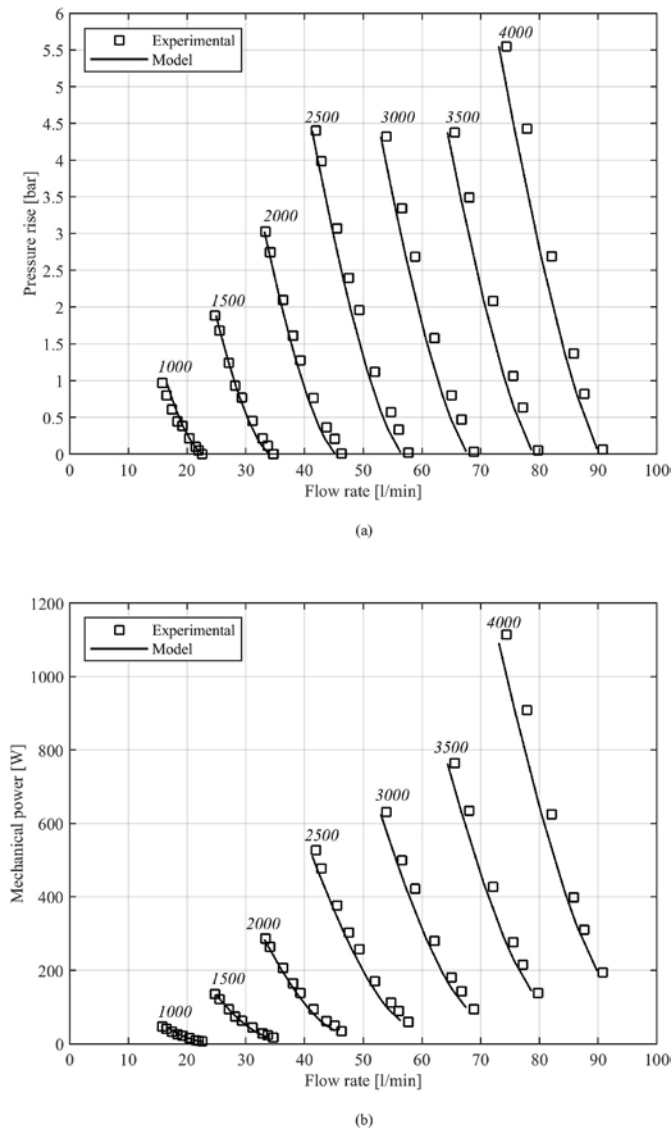 6
5.5
5
4.5
4
3.5
3
2.5
2
1.5
1
0.5
0
Pressure rise [bar]
Experimental
Model
1000
1500
2000
2500
3000
3500
4000
0 10 20 30 40 50 60 70 80 90 100
Flow rate [l/min]
(a)
1200
1000
800
600
400
200
0
Mechanical power [W]
Experimental
Model
1000
1500
2000
2500
3000
3500
4000
0 10 20 30 40 50 60 70 80 90 100
Flow rate [l/min]
(b)